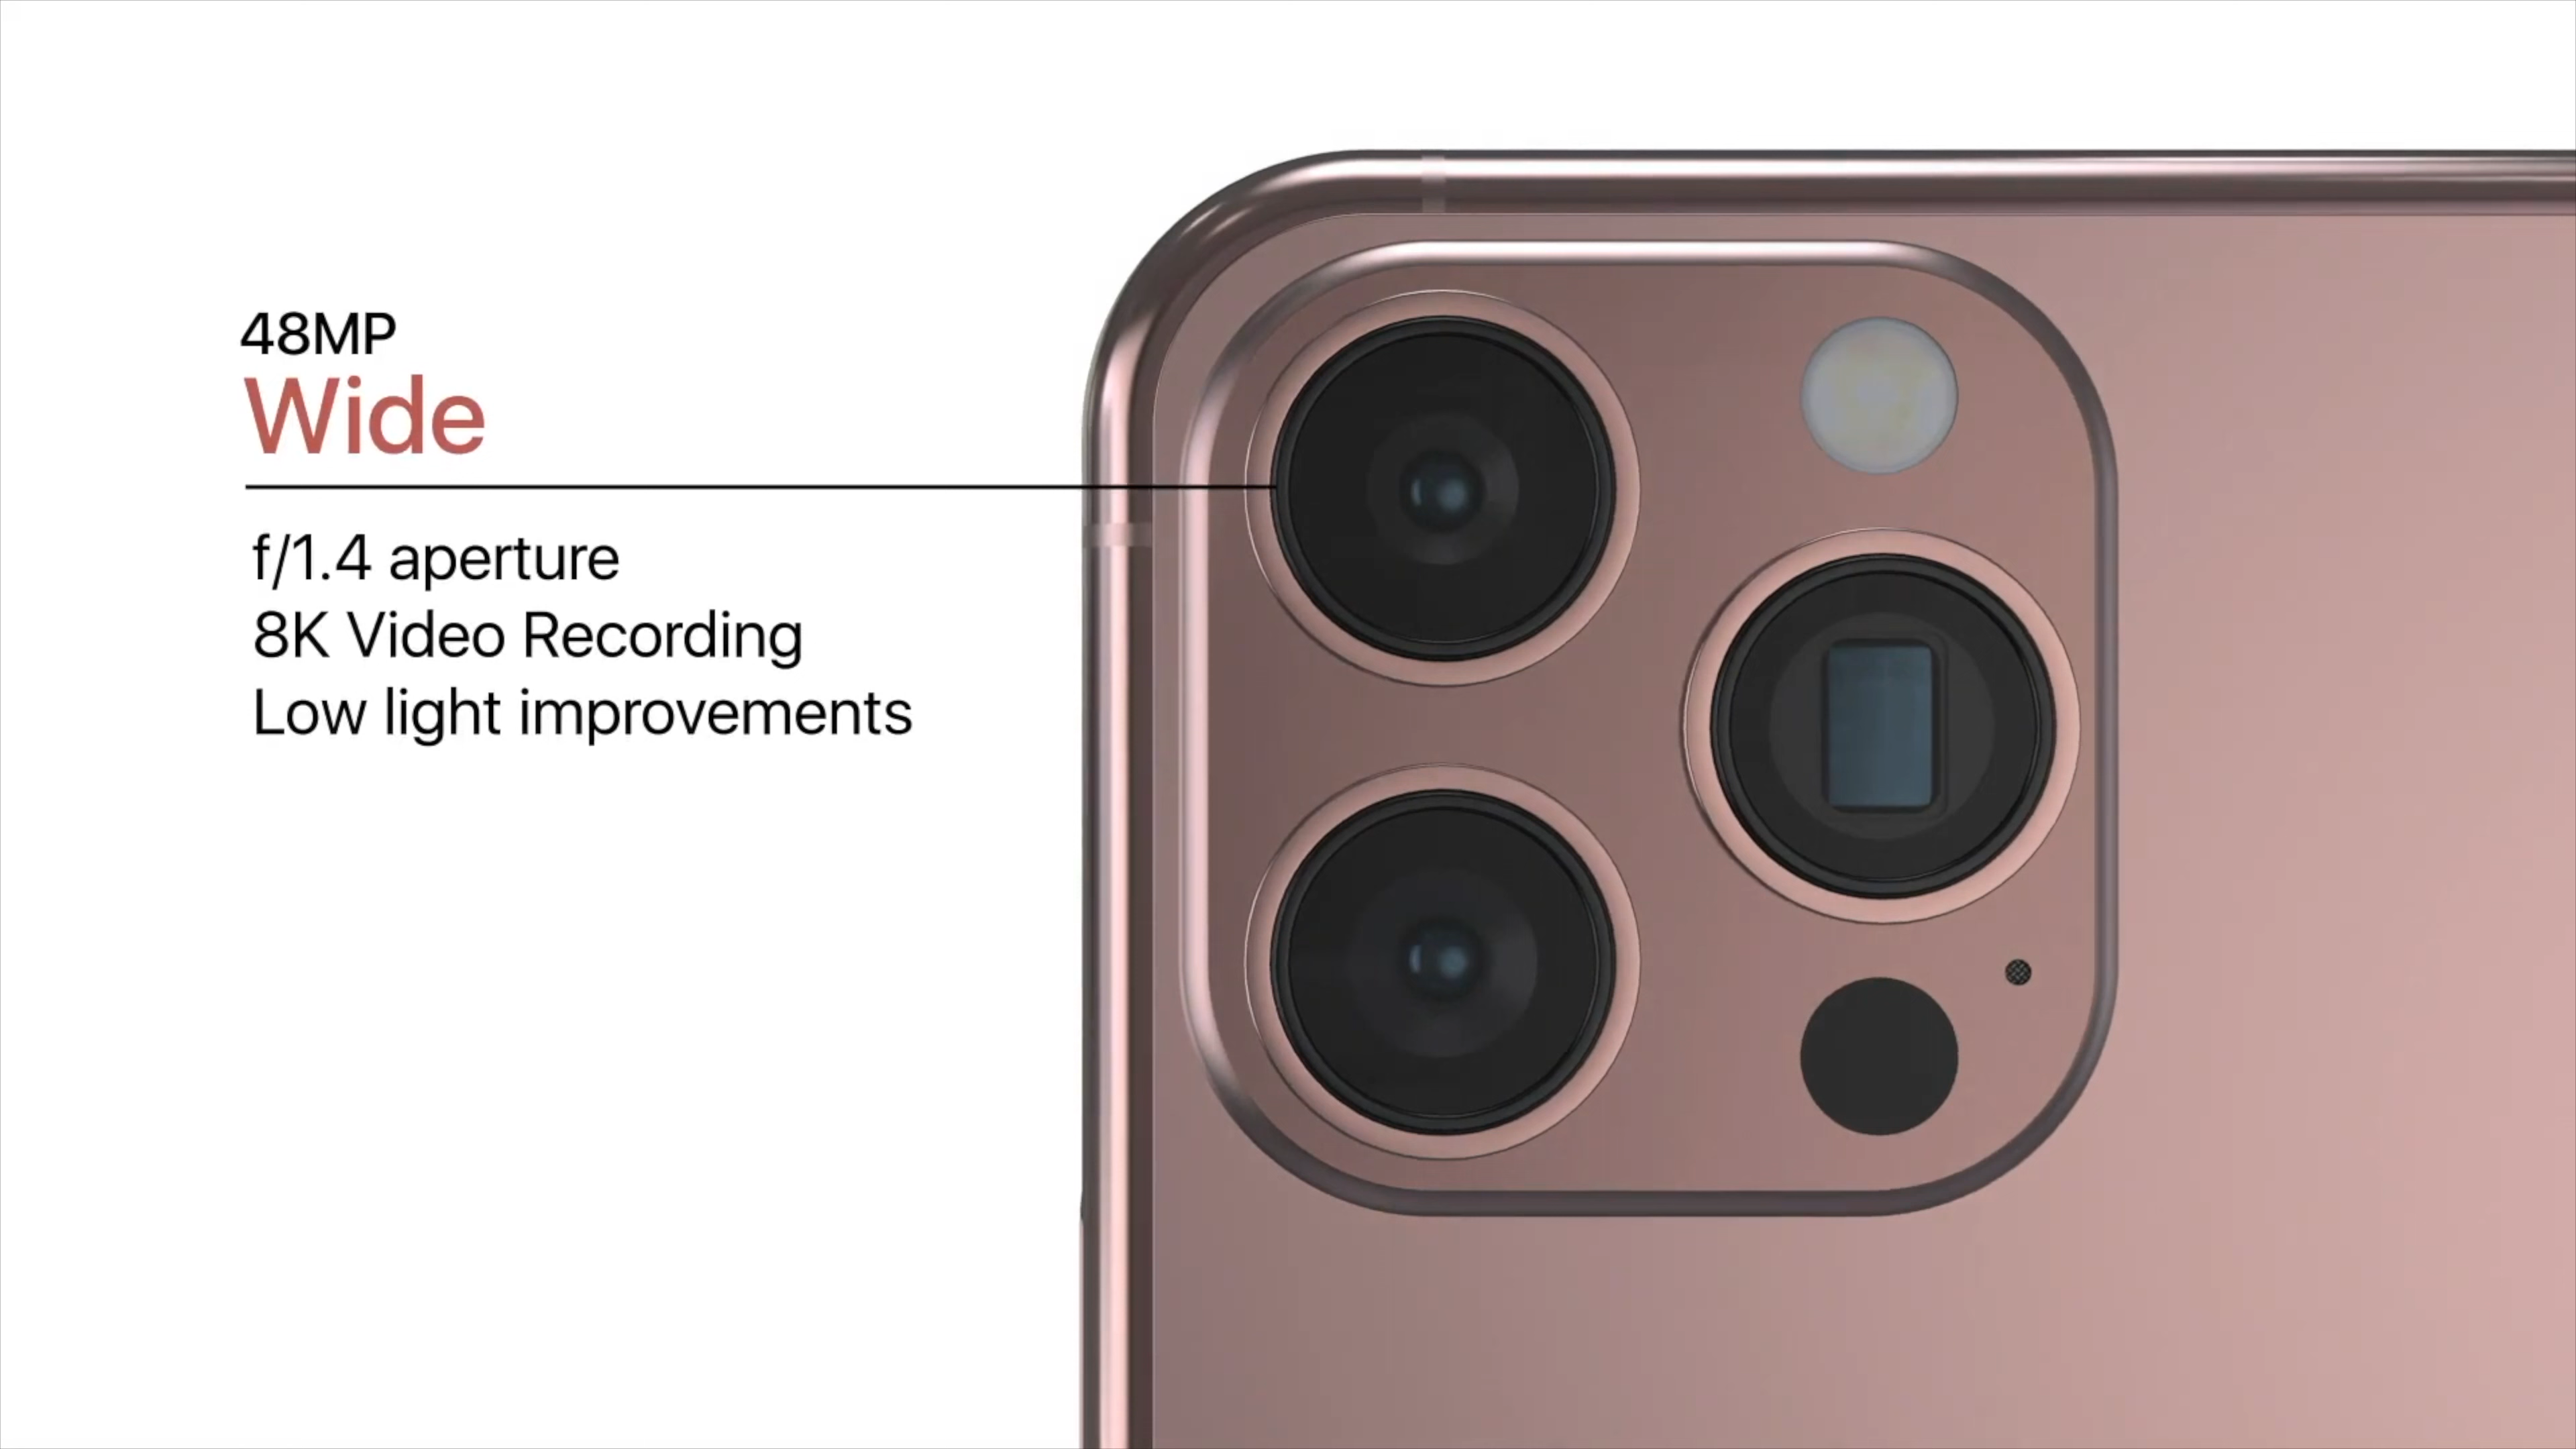 48MP
Wide
f/1.4 aperture
8K Video Recording
Low light improvements